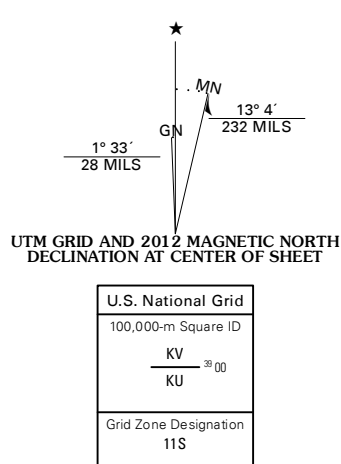 ★
MN
GN
13° 4´
232 MILS
1° 33´
28 MILS
UTM GRID AND 2012 MAGNETIC NORTH
DECLINATION AT CENTER OF SHEET
U.S. National Grid
100,000-m Square ID
KV
39 00
KU
Grid Zone Designation
11S